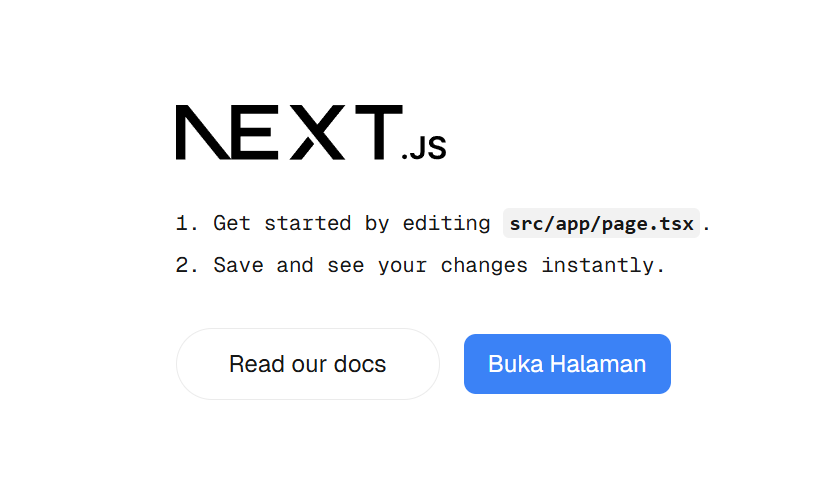 NEXT.JS
1. Get started by editing src/app/page.tsx.
2. Save and see your changes instantly.
Read our docs
Buka Halaman